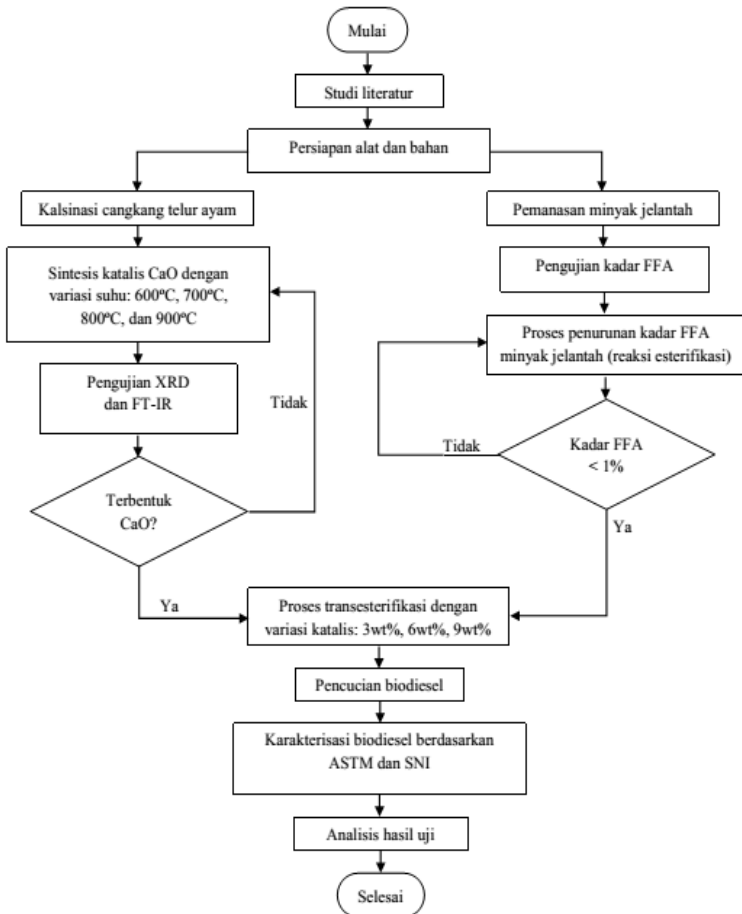 Mulai
Studi literatur
Persiapan alat dan bahan
Kalsinasi cangkang telur ayam
Sintesis katalis CaO dengan
variasi suhu: 600ºC, 700ºC,
800ºC, dan 900ºC
Pengujian XRD
dan FT-IR
Tidak
Terbentuk
CaO?
Ya
Pemanasan minyak jelantah
Pengujian kadar FFA
Proses penurunan kadar FFA
minyak jelantah (reaksi esterifikasi)
Tidak
Kadar FFA
< 1%
Ya
Proses transesterifikasi dengan
variasi katalis: 3wt%, 6wt%, 9wt%
Pencucian biodiesel
Karakterisasi biodiesel berdasarkan
ASTM dan SNI
Analisis hasil uji
Selesai